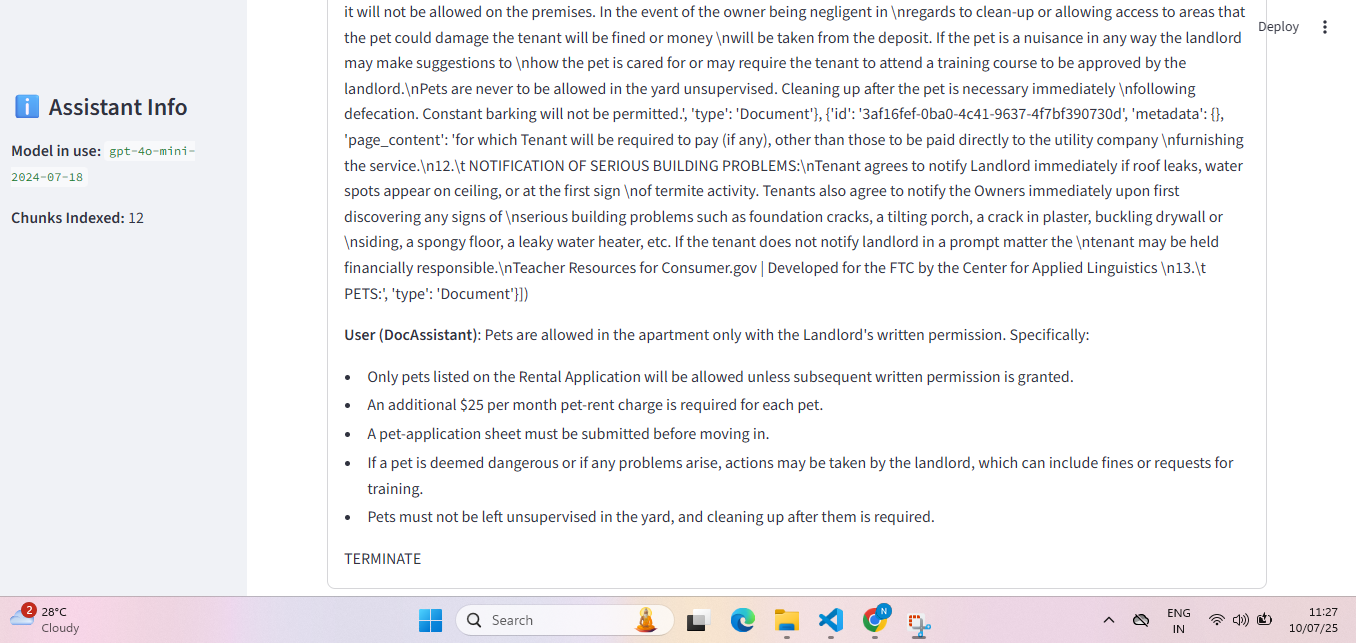 it will not be allowed on the premises. In the event of the owner being negligent in \nregards to clean-up or allowing access to areas that
the pet could damage the tenant will be fined or money \nwill be taken from the deposit. If the pet is a nuisance in any way the landlord
may make suggestions to \nhow the pet is cared for or may require the tenant to attend a training course to be approved by the
landlord.\nPets are never to be allowed in the yard unsupervised. Cleaning up after the pet is necessary immediately \nfollowing
defecation. Constant barking will not be permitted.', 'type': 'Document'}, {'id': '3af16fef-0ba0-4c41-9637-4f7bf390730d', 'metadata': {},
'page_content': 'for which Tenant will be required to pay (if any), other than those to be paid directly to the utility company \nfurnishing
the service.\n12.\t NOTIFICATION OF SERIOUS BUILDING PROBLEMS:\nTenant agrees to notify Landlord immediately if roof leaks, water
spots appear on ceiling, or at the first sign \nof termite activity. Tenants also agree to notify the Owners immediately upon first
discovering any signs of \nserious building problems such as foundation cracks, a tilting porch, a crack in plaster, buckling drywall or
\nsiding, a spongy floor, a leaky water heater, etc. If the tenant does not notify landlord in a prompt matter the \ntenant may be held
financially responsible.\nTeacher Resources for Consumer.gov | Developed for the FTC by the Center for Applied Linguistics \n13.\t
PETS:', 'type': 'Document'}])
User (DocAssistant): Pets are allowed in the apartment only with the Landlord's written permission. Specifically:
• Only pets listed on the Rental Application will be allowed unless subsequent written permission is granted.
• An additional $25 per month pet-rent charge is required for each pet.
• A pet-application sheet must be submitted before moving in.
• If a pet is deemed dangerous or if any problems arise, actions may be taken by the landlord, which can include fines or requests for
training.
• Pets must not be left unsupervised in the yard, and cleaning up after them is required.
TERMINATE
Deploy
Assistant Info
Model in use: gpt-4o-mini-
2024-07-18
Chunks Indexed: 12
2
28°C
Cloudy
Search
N
ENG
IN
11:27
10/07/25